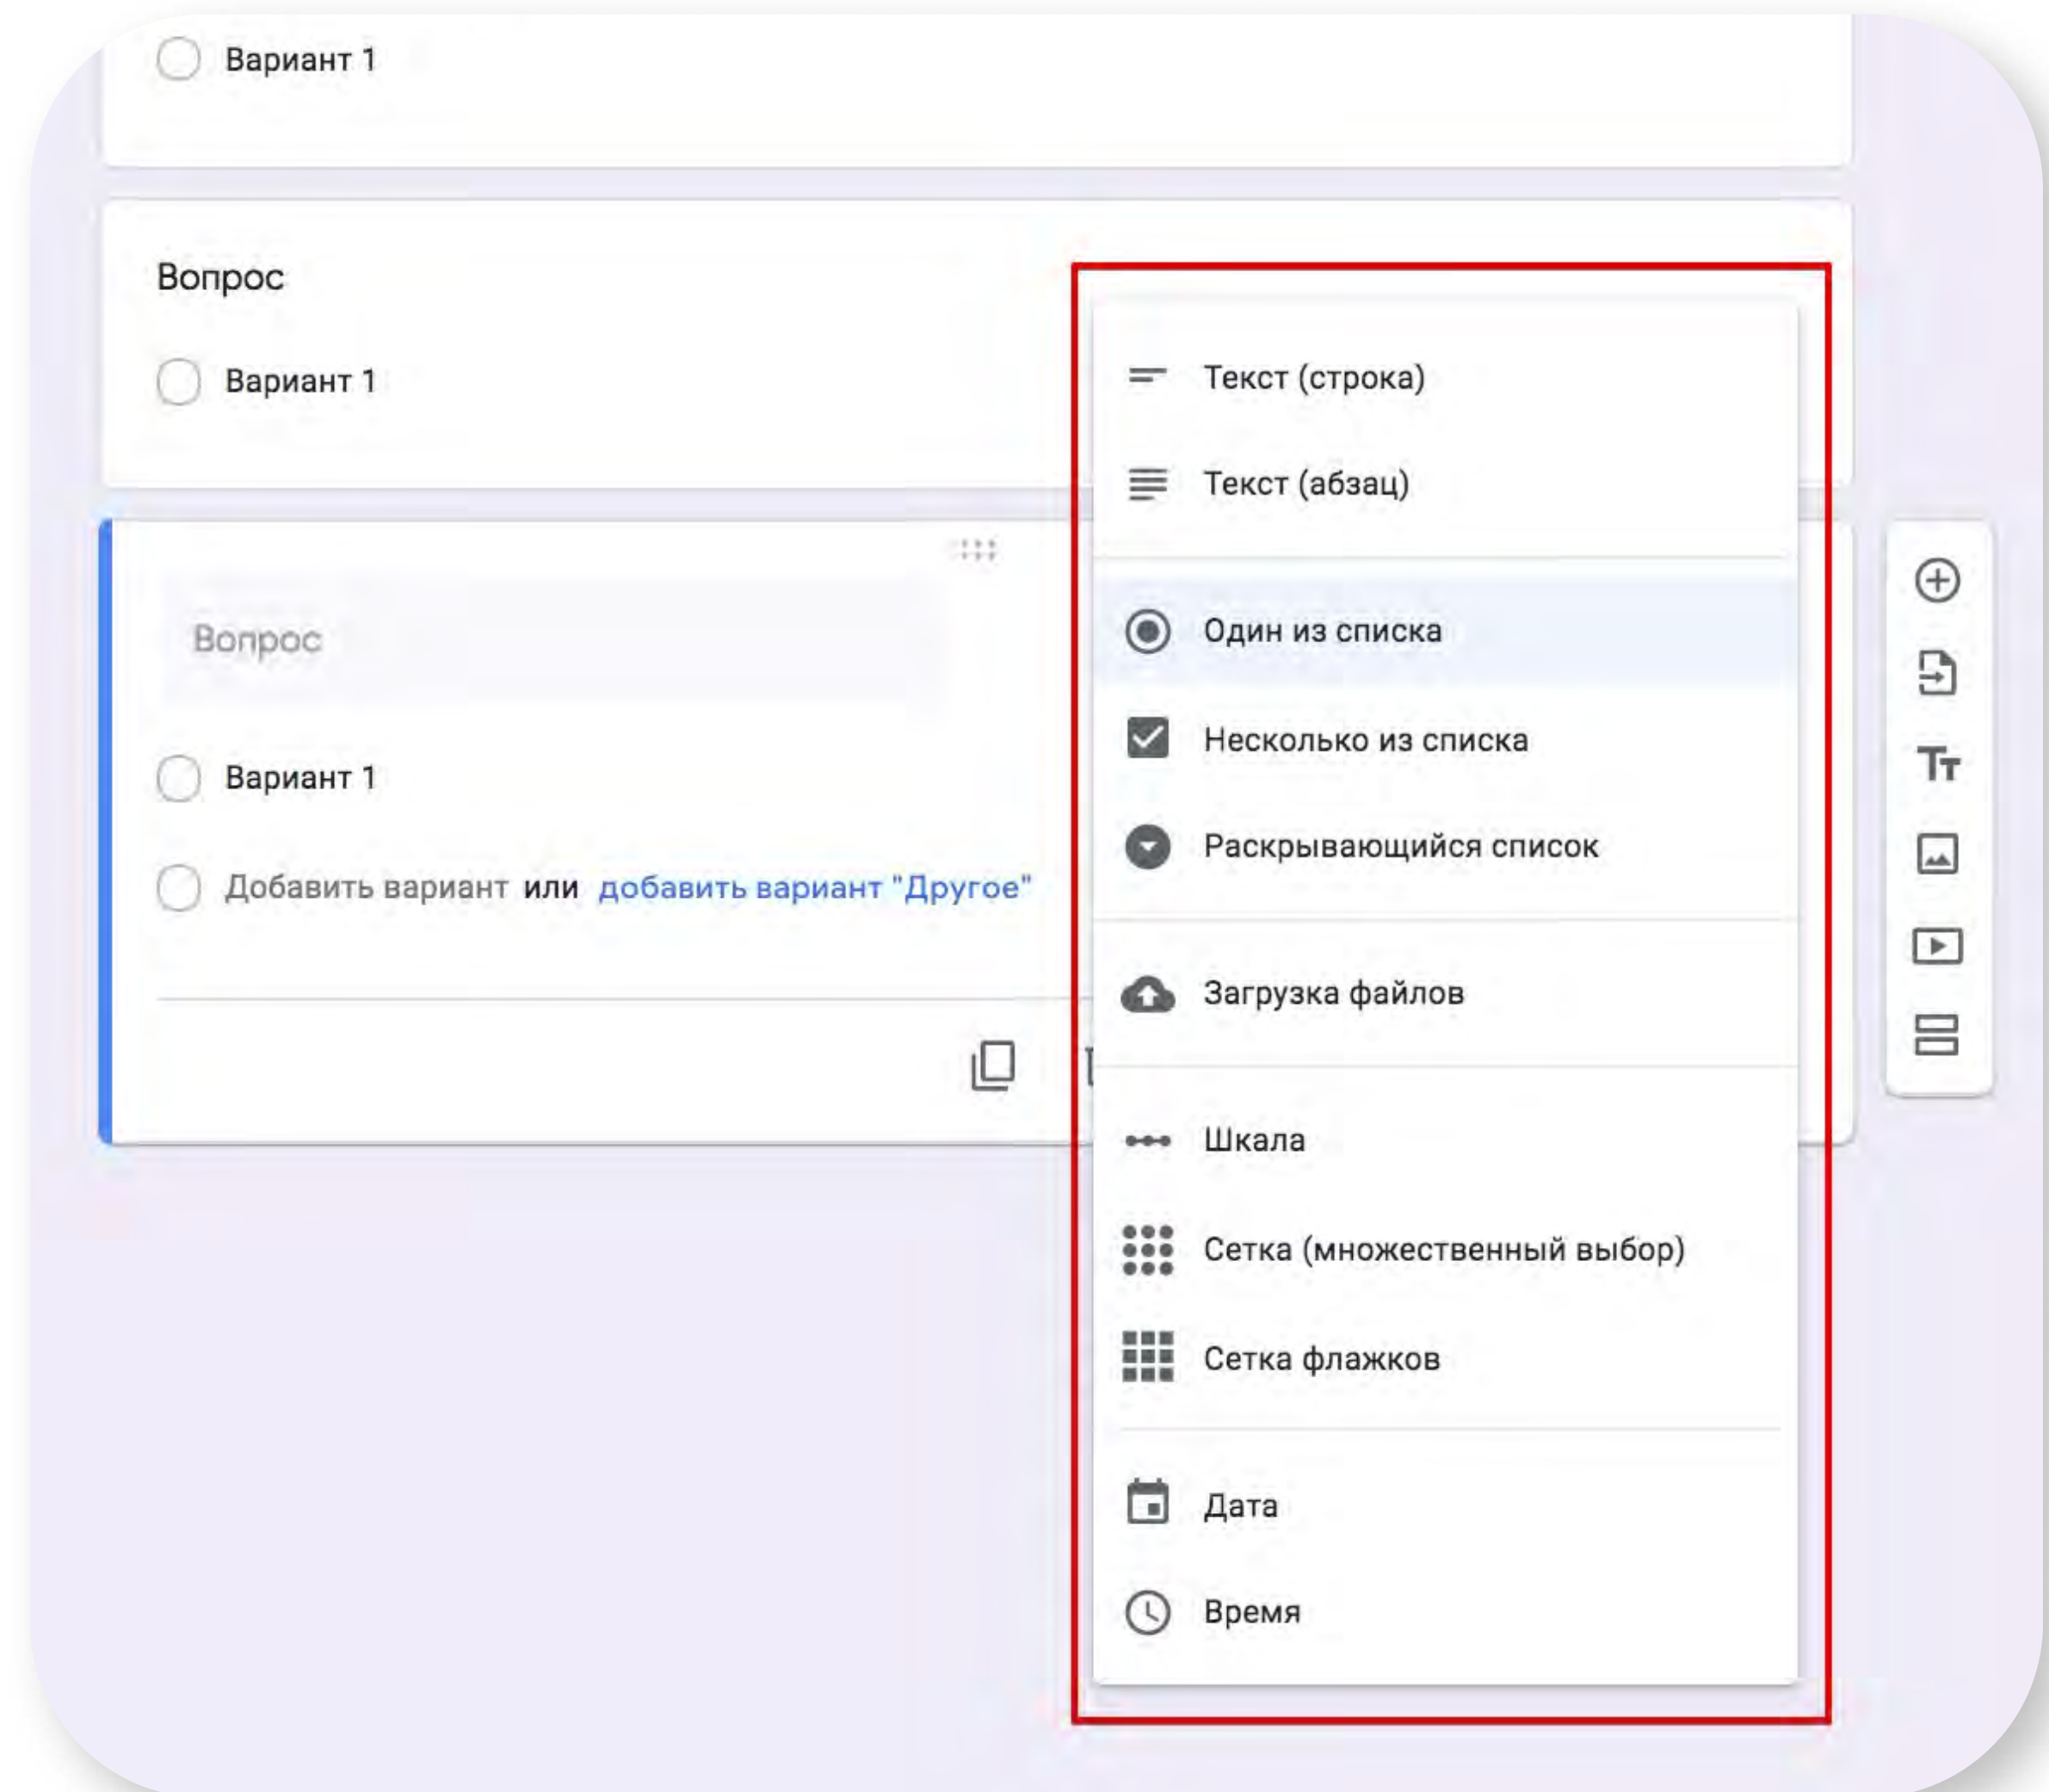 Вариант 1
Вопрос
Вариант 1
Вопрос
Вариант 1
Добавить вариант или добавить вариант "Другое"
Текст (строка)
Текст (абзац)
Один из списка
Несколько из списка
Раскрывающийся список
Загрузка файлов
Шкала
Сетка (множественный выбор)
Сетка флажков
Дата
Время
Тт